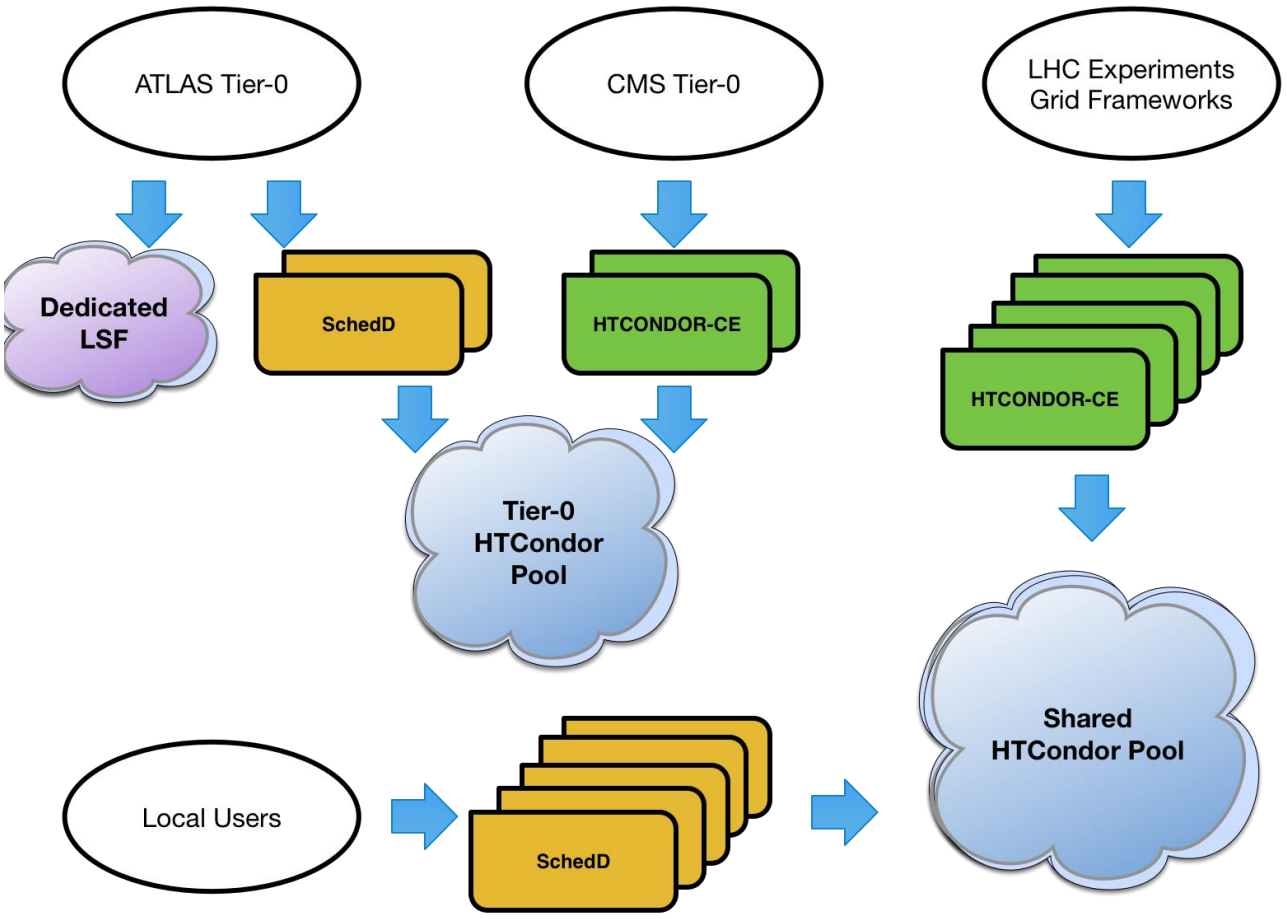 ATLAS Tier-0
CMS Tier-0
LHC Experiments
Grid Frameworks
Dedicated
LSF
SchedD
HTCONDOR-CE
HTCONDOR-CE
Tier-0
HTCondor
Pool
Shared
HTCondor Pool
Local Users
SchedD